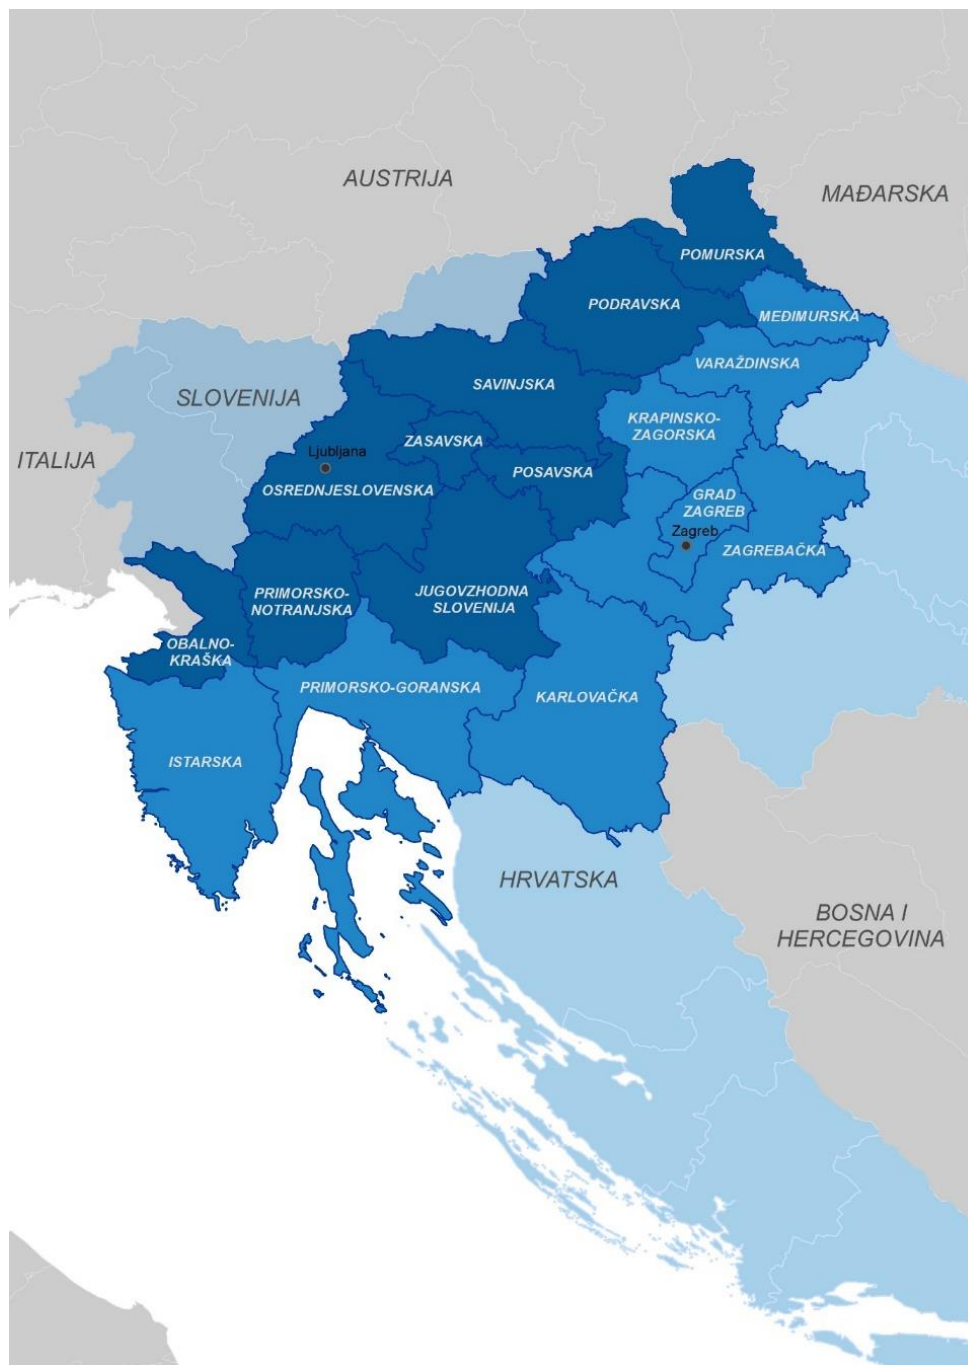 AUSTRIJA
MAĐARSKA
POMURSKA
PODRAVSKA
MEĐIMURSKA
VARAŽDINSKA
SAVINJSKA
SLOVENIJA
KRAPINSKO-
ZAGORSKA
ZASAVSKA
Ljubljana
ITALIJA
POSAVSKA
OSREDNJESLOVENSKA
GRAD
ZAGREB
Zagreb
ZAGREBAČKA
PRIMORSKO-
NOTRANJSKA
JUGOVZHODNA
SLOVENIJA
OBALNO-
KRAŠKA
PRIMORSKO-GORANSKA
KARLOVAČKA
ISTARSKA
HRVATSKA
BOSNA I
HERCEGOVINA